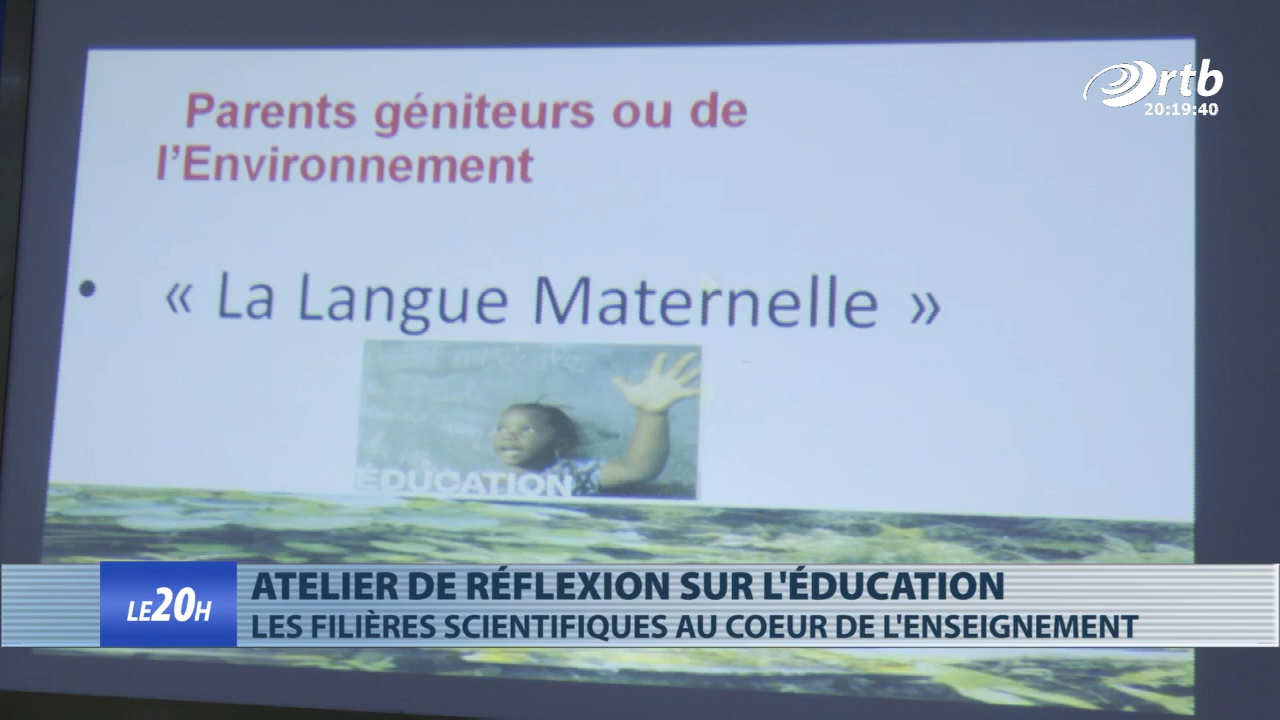 rtb
20:19:40
Parents géniteurs ou de
l'Environnement
• « La Langue Maternelle »
ÉDUCATION
LE20H
ATELIER DE RÉFLEXION SUR L'ÉDUCATION
LES FILIÈRES SCIENTIFIQUES AU COEUR DE L'ENSEIGNEMENT